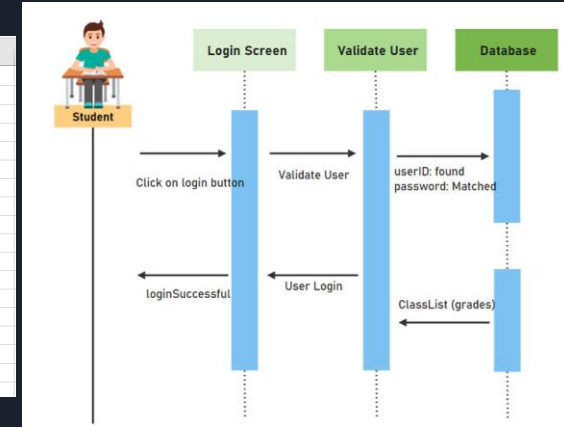 Login Screen
Validate User
Database
Student
Click on login button
Validate User
userID: found
password: Matched
loginSuccessful
User Login
ClassList (grades)